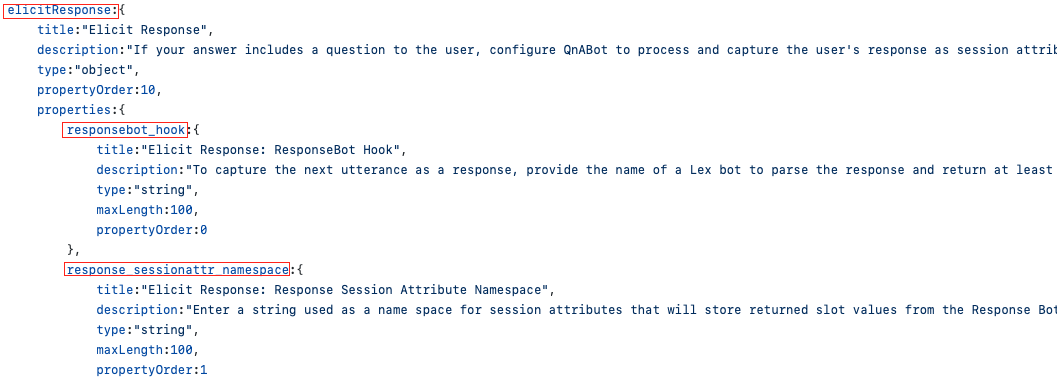 elicitResponse:{
title:"Elicit Response",
description:"If your answer includes a question to the user, configure QnABot to process and capture the user's response as session attrib
type:"object",
propertyOrder:10,
properties:{
responsebot_hook:{
title:"Elicit Response: ResponseBot Hook",
description:"To capture the next utterance as a response, provide the name of a Lex bot to parse the response and return at least
type:"string",
maxLength:100,
propertyOrder:0
},
response_sessionattr_namespace:{
title:"Elicit Response: Response Session Attribute Namespace",
description:"Enter a string used as a name space for session attributes that will store returned slot values from the Response Bot
type:"string",
maxLength:100,
propertyOrder:1